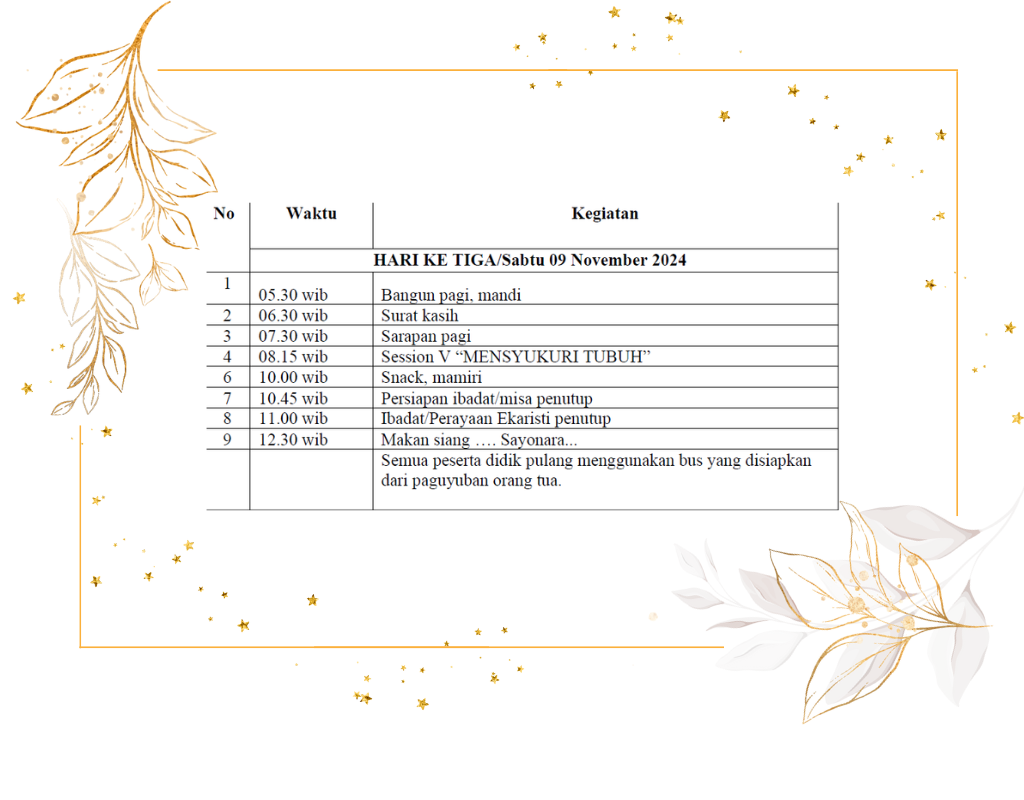 No Waktu Kegiatan
HARI KE TIGA/Sabtu 09 November 2024
1 05.30 wib Bangun pagi, mandi
2 06.30 wib Surat kasih
3 07.30 wib Sarapan pagi
4 08.15 wib Session V “MENSYUKURI TUBUH”
6 10.00 wib Snack, mamiri
7 10.45 wib Persiapan ibadat/misa penutup
8 11.00 wib Ibadat/Perayaan Ekaristi penutup
9 12.30 wib Makan siang …. Sayonara...
Semua peserta didik pulang menggunakan bus yang disiapkan
dari paguyuban orang tua.